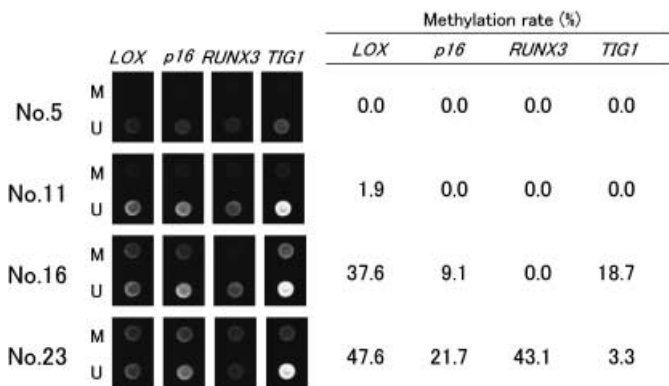 Methylation rate (%)
LOX p16 RUNX3 TIG1 LOX p16 RUNX3 TIG1
M
No.5 0.0 0.0 0.0 0.0
U
M
No.11 1.9 0.0 0.0 0.0
U
M
No.16 37.6 9.1 0.0 18.7
U
M
No.23 47.6 21.7 43.1 3.3
U